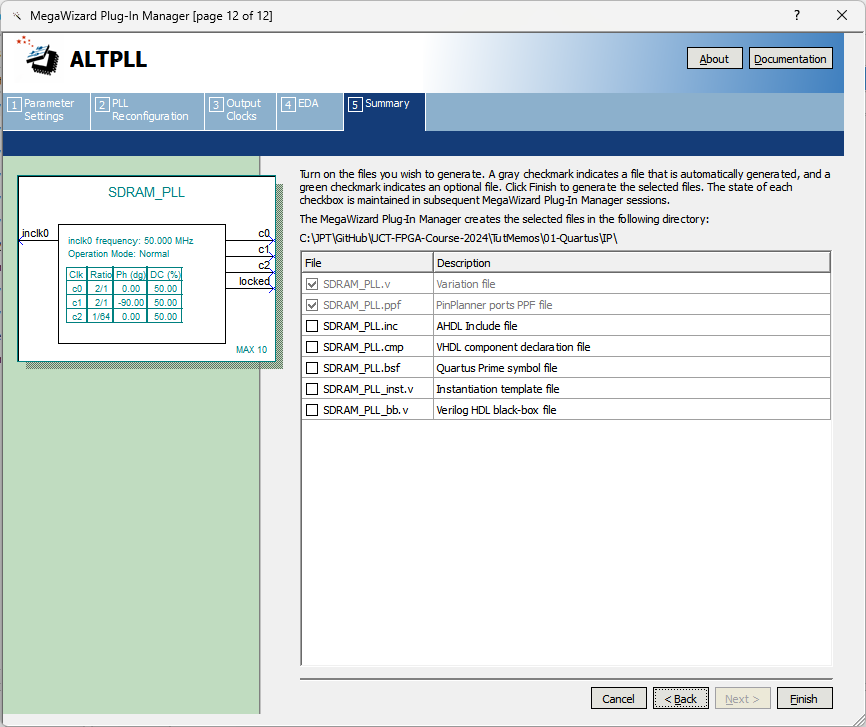 MegaWizard Plug-In Manager [page 12 of 12]
?
ALTPLL
About
Documentation
1 Parameter Settings
2 PLL Reconfiguration
3 Output Clocks
4 EDA
5 Summary
SDRAM_PLL
inclk0
inclk0 frequency: 50.000 MHz
Operation Mode: Normal
Clk Ratio Ph (dg) DC (%)
c0 2/1 0.00 50.00
c1 2/1 -90.00 50.00
c2 1/64 0.00 50.00
c0
c1
c2
locked
MAX 10
Turn on the files you wish to generate. A gray checkmark indicates a file that is automatically generated, and a
green checkmark indicates an optional file. Click Finish to generate the selected files. The state of each
checkbox is maintained in subsequent MegaWizard Plug-In Manager sessions.
The MegaWizard Plug-In Manager creates the selected files in the following directory:
C:\JPT\GitHub\UCT-FPGA-Course-2024\TutMemos\01-Quartus\IP\
File Description
SDRAM_PLL.v Variation file
SDRAM_PLL.ppf PinPlanner ports PPF file
SDRAM_PLL.inc AHDL Include file
SDRAM_PLL.cmp VHDL component declaration file
SDRAM_PLL.bsf Quartus Prime symbol file
SDRAM_PLL_inst.v Instantiation template file
SDRAM_PLL_bb.v Verilog HDL black-box file
Cancel
< Back
Next >
Finish